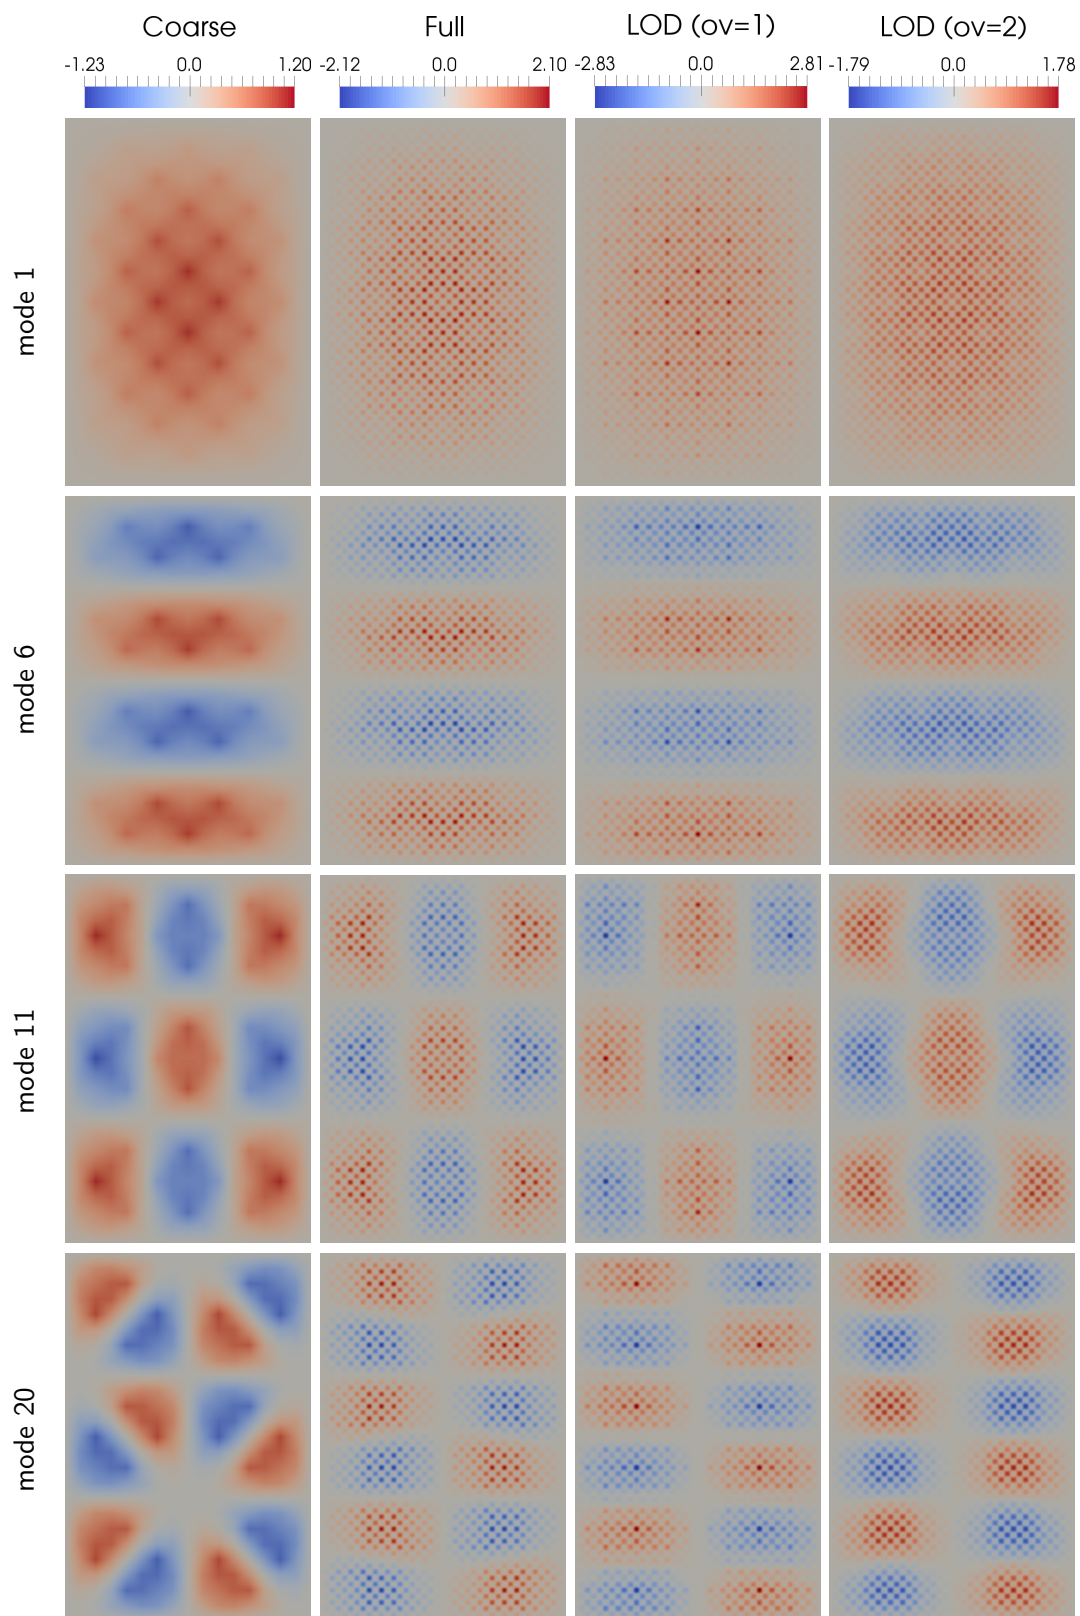 Coarse Full LOD (ov=1) LOD (ov=2)
-1.23 0.0 1.20 -2.12 0.0 2.10 -2.83 0.0 2.81 -1.79 0.0 1.78
mode 1
mode 6
mode 11
mode 20